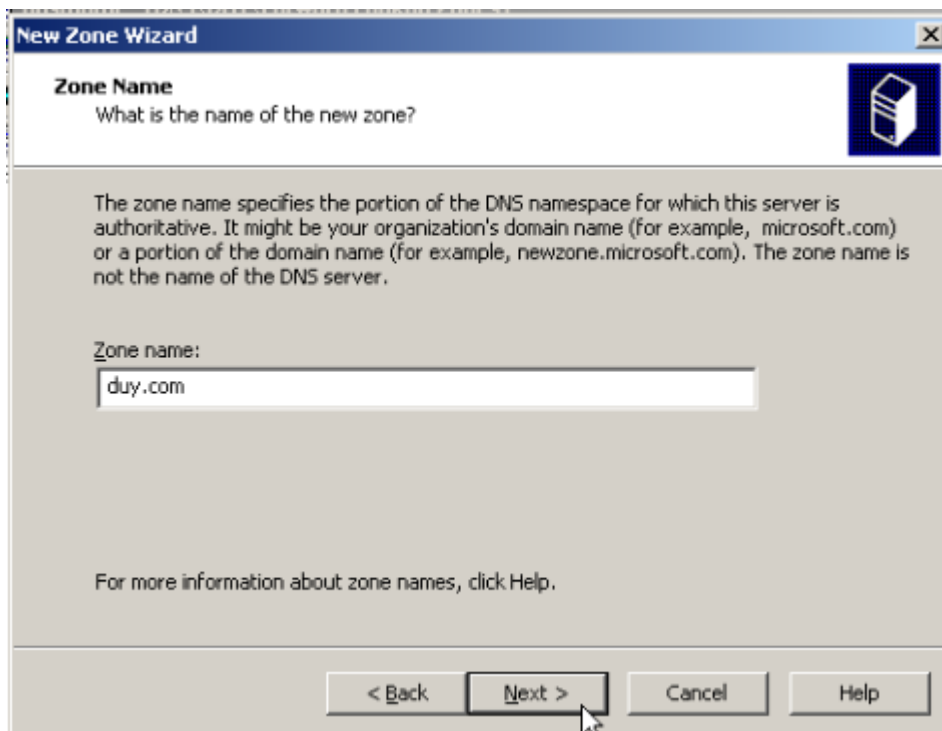 New Zone Wizard
Zone Name
What is the name of the new zone?
The zone name specifies the portion of the DNS namespace for which this server is
authoritative. It might be your organization's domain name (for example, microsoft.com)
or a portion of the domain name (for example, newzone.microsoft.com). The zone name is
not the name of the DNS server.
Zone name:
duy.com
For more information about zone names, click Help.
< Back Next > Cancel Help